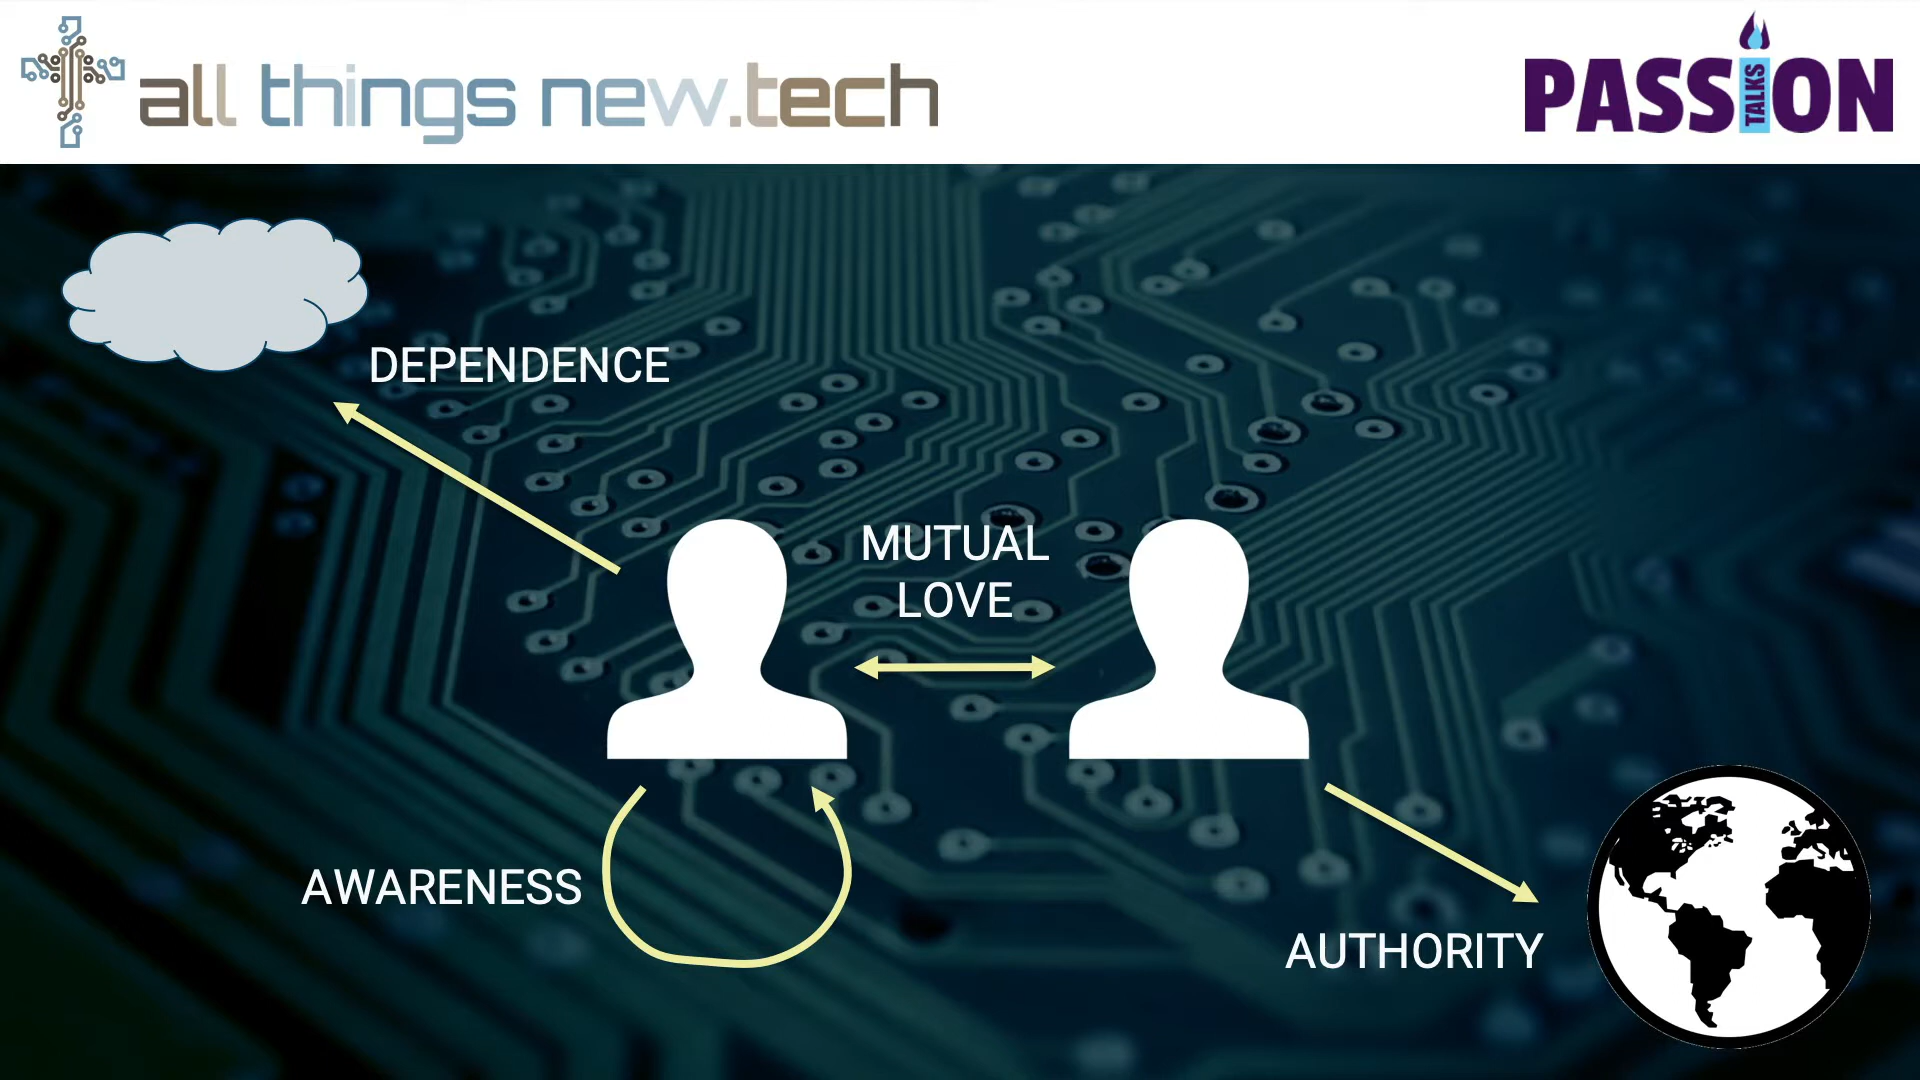 all things new.tech
PASSION
TALKS
DEPENDENCE
MUTUAL
LOVE
AWARENESS
AUTHORITY